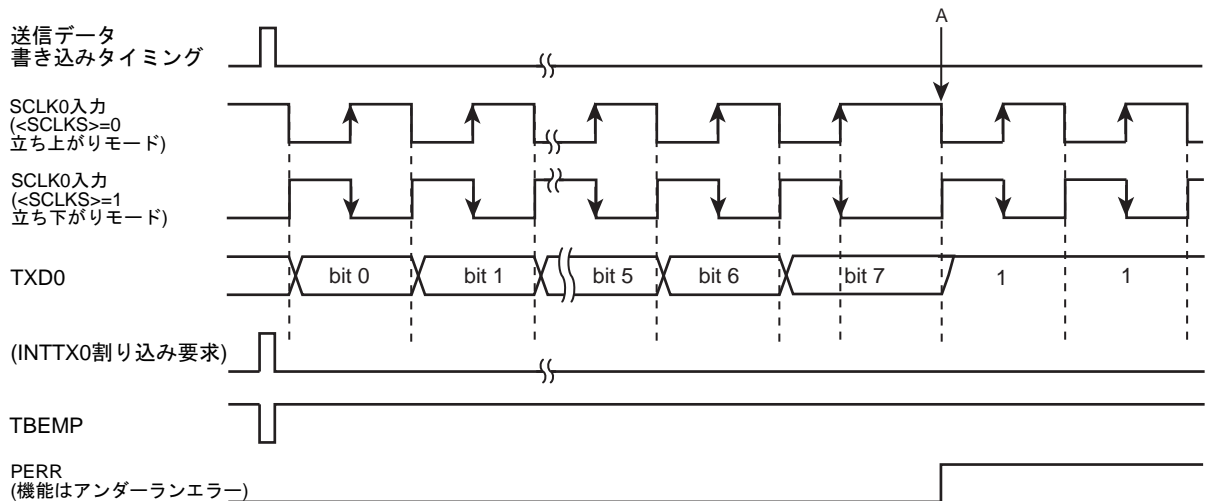 A
送信データ
書き込みタイミング
SCLK0入力
(<SCLKS>=0
立ち上がりモード)
SCLK0入力
(<SCLKS>=1
立ち下がりモード)
TXD0 bit 0 bit 1 bit 5 bit 6 bit 7 1 1
(INTTX0割り込み要求)
TBEMP
PERR
(機能はアンダーランエラー)